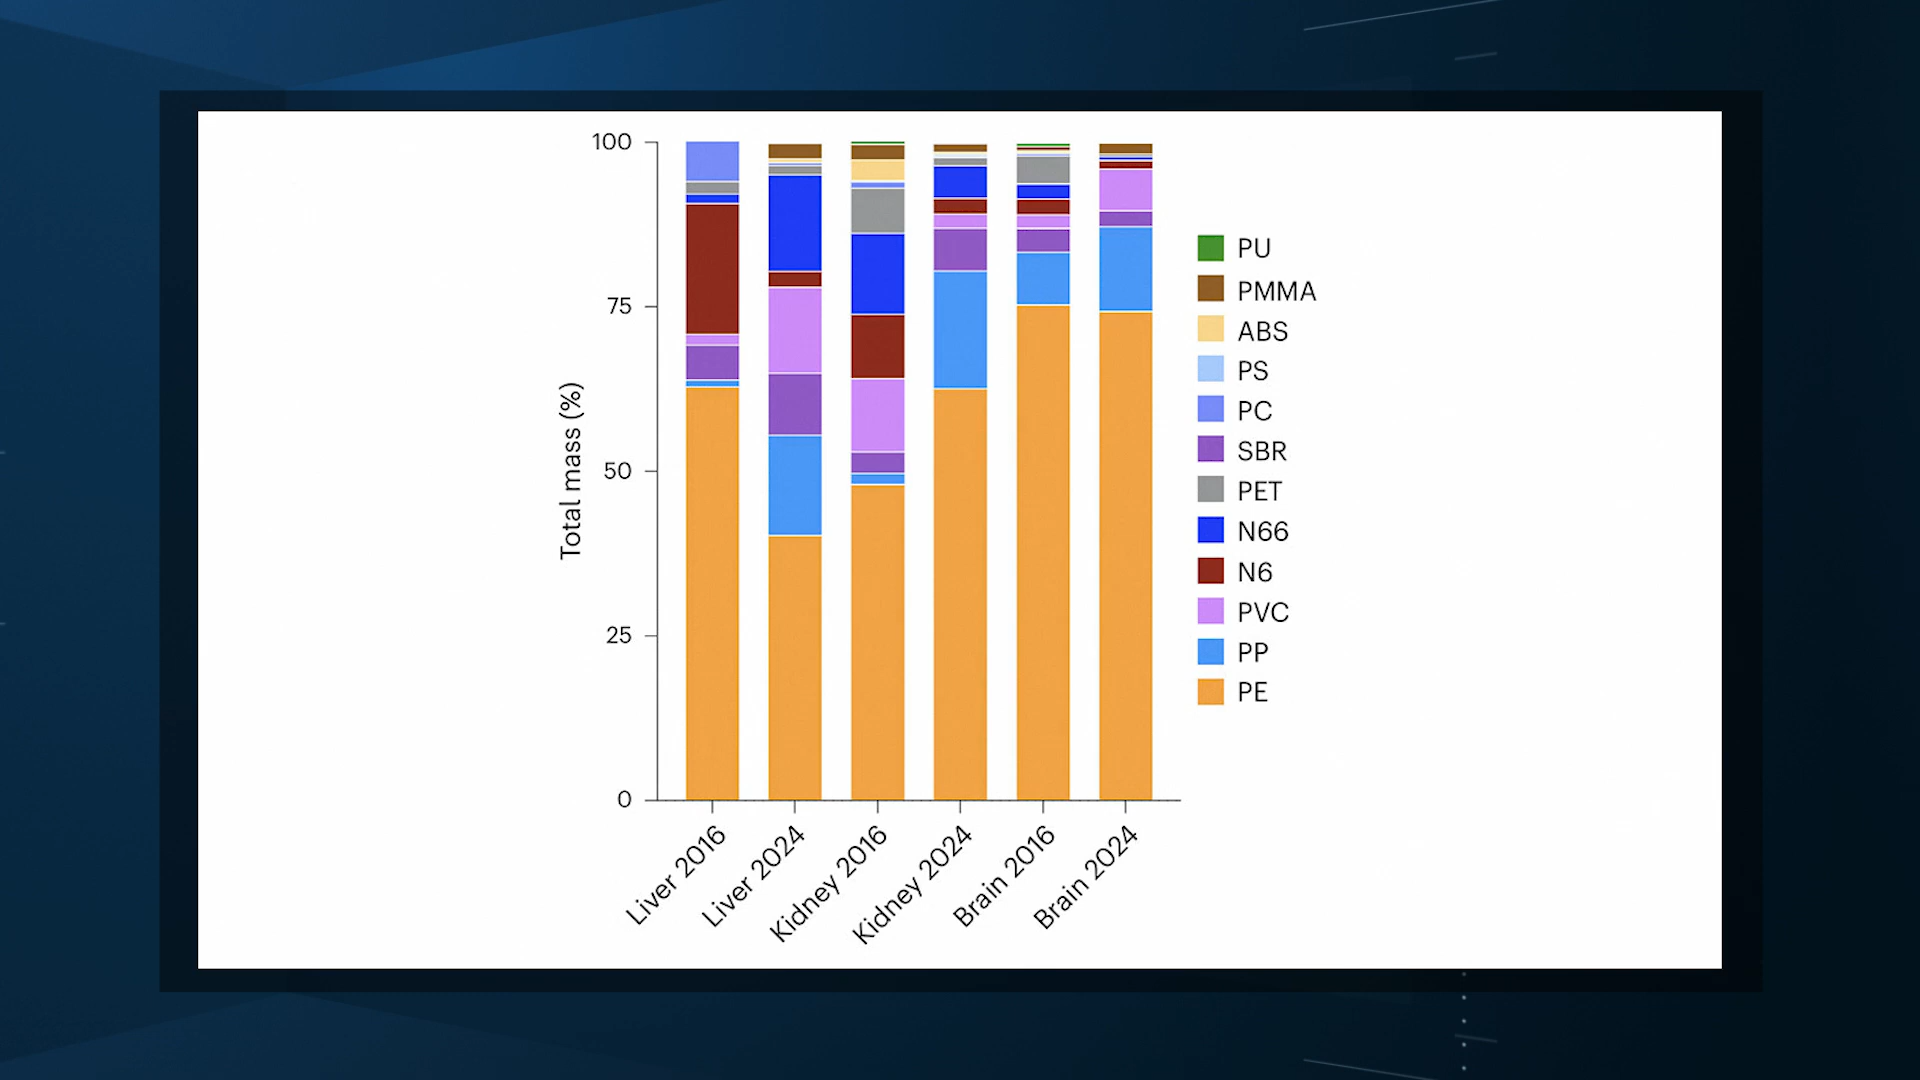 100
75
50
25
0
Total mass (%)
Liver 2016
Liver 2024
Kidney 2016
Kidney 2024
Brain 2016
Brain 2024
PU
PMMA
ABS
PS
PC
SBR
PET
N66
N6
PVC
PP
PE